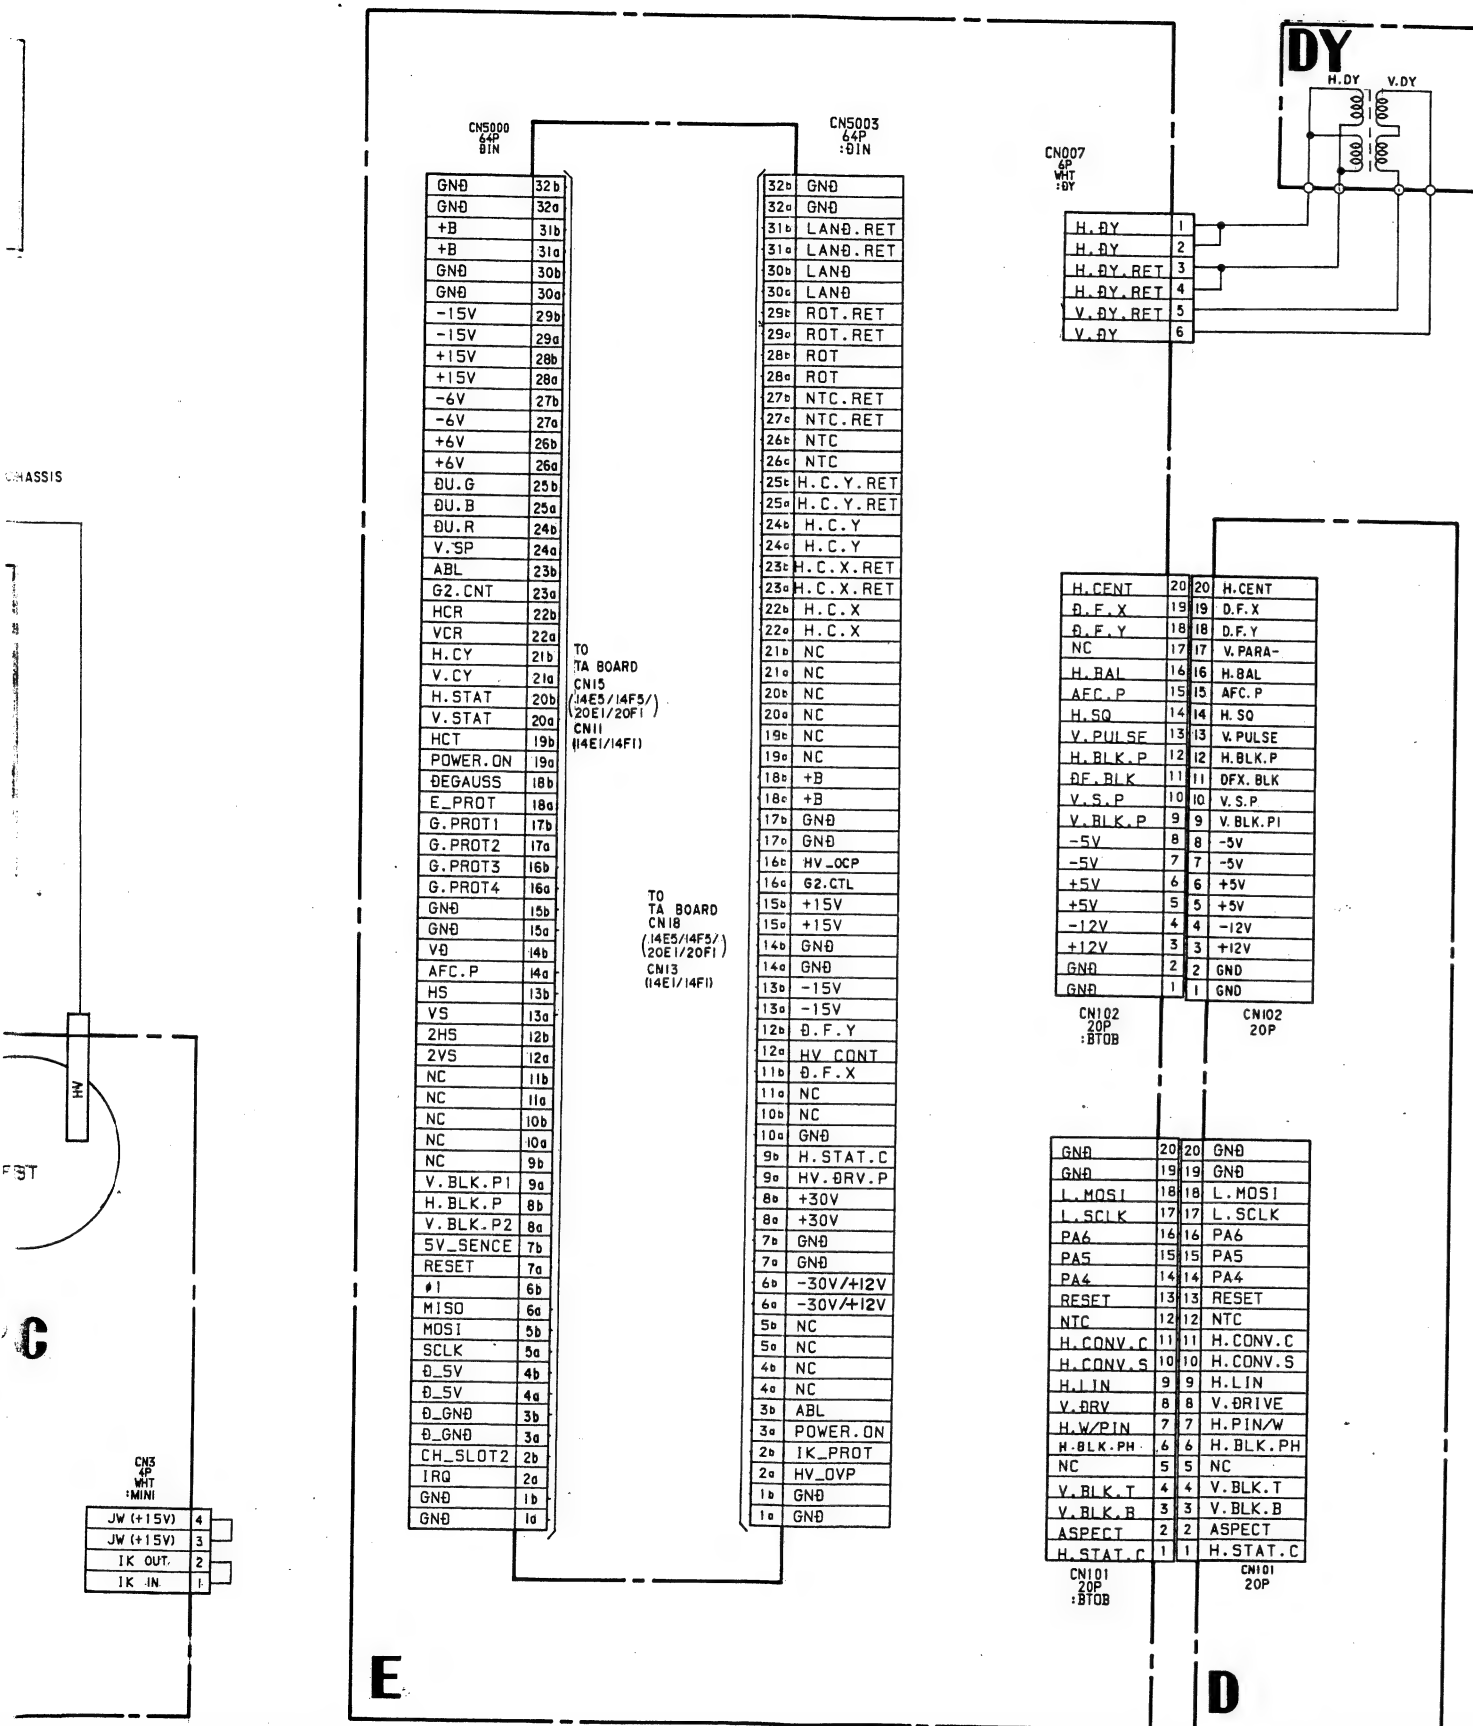 DY
H.DY V.DY
CN5000
64P
DIN
GND 32b
GND 32a
+B 31b
+B 31a
GND 30b
GND 30a
-15V 29b
-15V 29a
+15V 28b
+15V 28a
-6V 27b
-6V 27a
+6V 26b
+6V 26a
DU.G 25b
DU.B 25a
DU.R 24b
V.SP 24a
ABL 23b
G2.CNT 23a
HCR 22b
VCR 22a
H.CY 21b
V.CY 21a
H.STAT 20b
V.STAT 20a
HCT 19b
POWER.ON 19a
DEGAUSS 18b
E_PROT 18a
G.PROT1 17b
G.PROT2 17a
G.PROT3 16b
G.PROT4 16a
GND 15b
GND 15a
VD 14b
AFC.P 14a
HS 13b
VS 13a
2HS 12b
2VS 12a
NC 11b
NC 11a
NC 10b
NC 10a
NC 9b
V.BLK.P1 9a
H.BLK.P 8b
V.BLK.P2 8a
5V_SENCE 7b
RESET 7a
φ1 6b
MISO 6a
MOSI 5b
SCLK 5a
D_5V 4b
D_5V 4a
D_GND 3b
D_GND 3a
CH_SLOT2 2b
IRQ 2a
GND 1b
GND 1a
TO
TA BOARD
CN15
(14E5/14F5/
20E1/20F1)
CN11
(14E1/14F1)
CN5003
64P
:DIN
32b GND
32a GND
31b LAND.RET
31a LAND.RET
30b LAND
30a LAND
29b ROT.RET
29a ROT.RET
28b ROT
28a ROT
27b NTC.RET
27a NTC.RET
26b NTC
26a NTC
25b H.C.Y.RET
25a H.C.Y.RET
24b H.C.Y
24a H.C.Y
23b H.C.X.RET
23a H.C.X.RET
22b H.C.X
22a H.C.X
21b NC
21a NC
20b NC
20a NC
19b NC
19a NC
18b +B
18a +B
17b GND
17a GND
16b HV_OCP
16a G2.CTL
15b +15V
15a +15V
14b GND
14a GND
13b -15V
13a -15V
12b D.F.Y
12a HV CONT
11b D.F.X
11a NC
10b NC
10a GND
9b H.STAT.C
9a HV.DRV.P
8b +30V
8a +30V
7b GND
7a GND
6b -30V/+12V
6a -30V/+12V
5b NC
5a NC
4b NC
4a NC
3b ABL
3a POWER.ON
2b IK_PROT
2a HV_OVP
1b GND
1a GND
TO
TA BOARD
CN18
(14E5/14F5/
20E1/20F1)
CN13
(14E1/14F1)
CN007
6P
WHT
:DY
H.DY 1
H.DY 2
H.DY.RET 3
H.DY.RET 4
V.DY.RET 5
V.DY 6
H.CENT 20 20 H.CENT
D.F.X 19 19 D.F.X
D.F.Y 18 18 D.F.Y
NC 17 17 V.PARA-
H.BAL 16 16 H.BAL
AFC.P 15 15 AFC.P
H.SQ 14 14 H.SQ
V.PULSE 13 13 V.PULSE
H.BLK.P 12 12 H.BLK.P
DF.BLK 11 11 DFX.BLK
V.S.P 10 10 V.S.P
V.BLK.P 9 9 V.BLK.P1
-5V 8 8 -5V
-5V 7 7 -5V
+5V 6 6 +5V
+5V 5 5 +5V
-12V 4 4 -12V
+12V 3 3 +12V
GND 2 2 GND
GND 1 1 GND
CN102
20P
:BTOB
CN102
20P
GND 20 20 GND
GND 19 19 GND
L.MOSI 18 18 L.MOSI
L.SCLK 17 17 L.SCLK
PA6 16 16 PA6
PA5 15 15 PA5
PA4 14 14 PA4
RESET 13 13 RESET
NTC 12 12 NTC
H.CONV.C 11 11 H.CONV.C
H.CONV.S 10 10 H.CONV.S
H.LIN 9 9 H.LIN
V.DRV 8 8 V.DRIVE
H.W/PIN 7 7 H.PIN/W
H.BLK.PH 6 6 H.BLK.PH
NC 5 5 NC
V.BLK.T 4 4 V.BLK.T
V.BLK.B 3 3 V.BLK.B
ASPECT 2 2 ASPECT
H.STAT.C 1 1 H.STAT.C
CN101
20P
:BTOB
CN101
20P
HV
C
CN3
4P
WHT
:MINI
JW (+15V) 4
JW (+15V) 3
IK OUT 2
IK IN 1
E
D